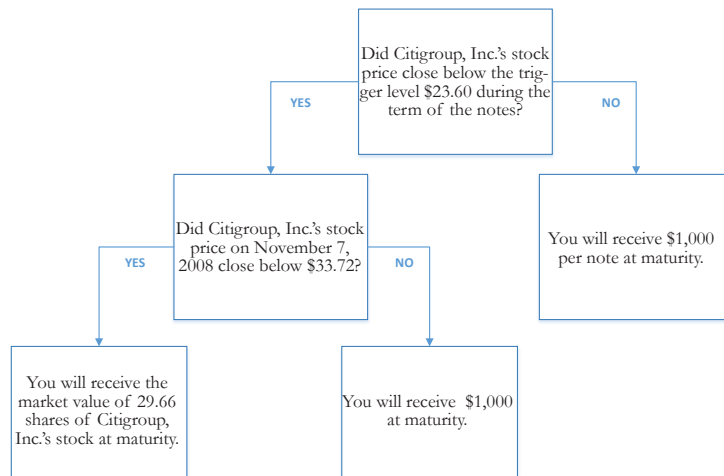 Did Citigroup, Inc.'s stock
price close below the trig-
ger level $23.60 during the
term of the notes?
YES
NO
Did Citigroup, Inc.'s stock
price on November 7,
2008 close below $33.72?
You will receive $1,000
per note at maturity.
YES
NO
You will receive the
market value of 29.66
shares of Citigroup,
Inc.'s stock at maturity.
You will receive $1,000
at maturity.